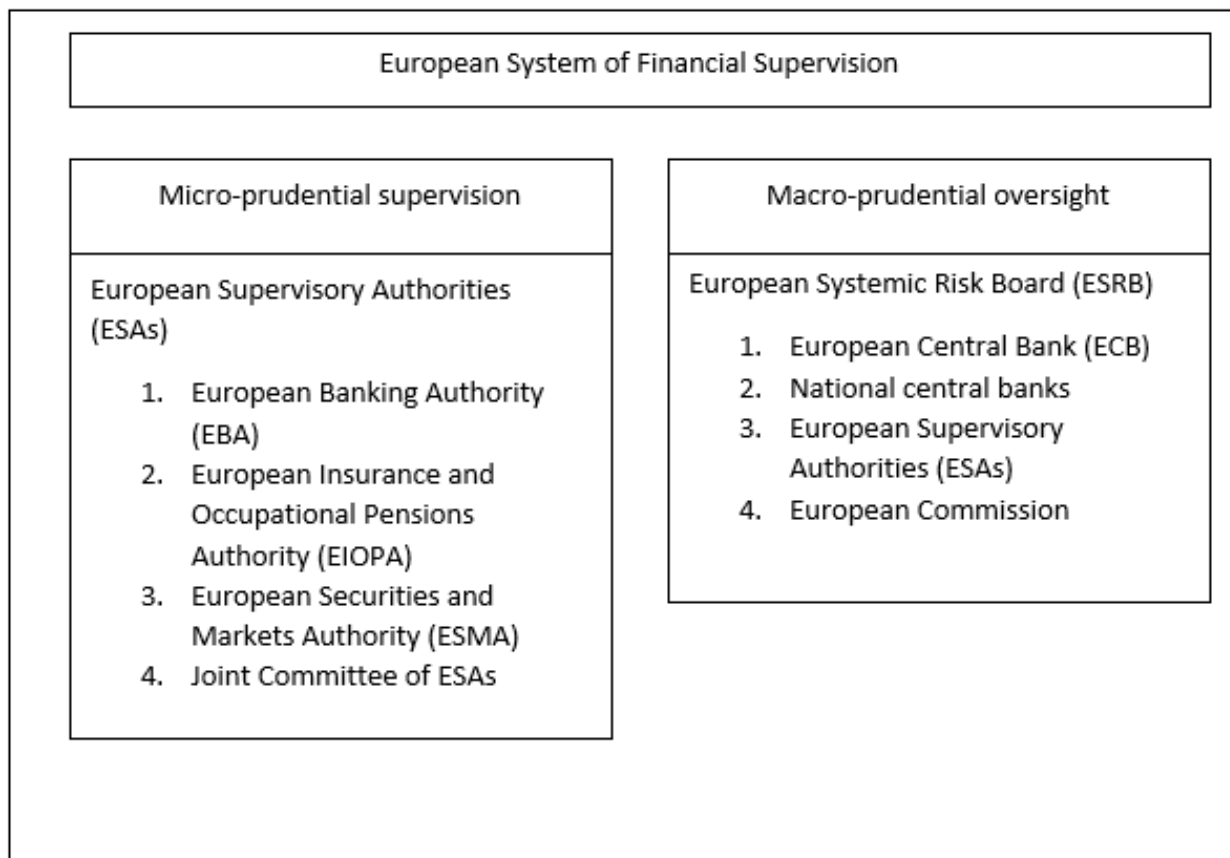 European System of Financial Supervision
Micro-prudential supervision
European Supervisory Authorities
(ESAs)
1. European Banking Authority
(EBA)
2. European Insurance and
Occupational Pensions
Authority (EIOPA)
3. European Securities and
Markets Authority (ESMA)
4. Joint Committee of ESAs
Macro-prudential oversight
European Systemic Risk Board (ESRB)
1. European Central Bank (ECB)
2. National central banks
3. European Supervisory
Authorities (ESAs)
4. European Commission